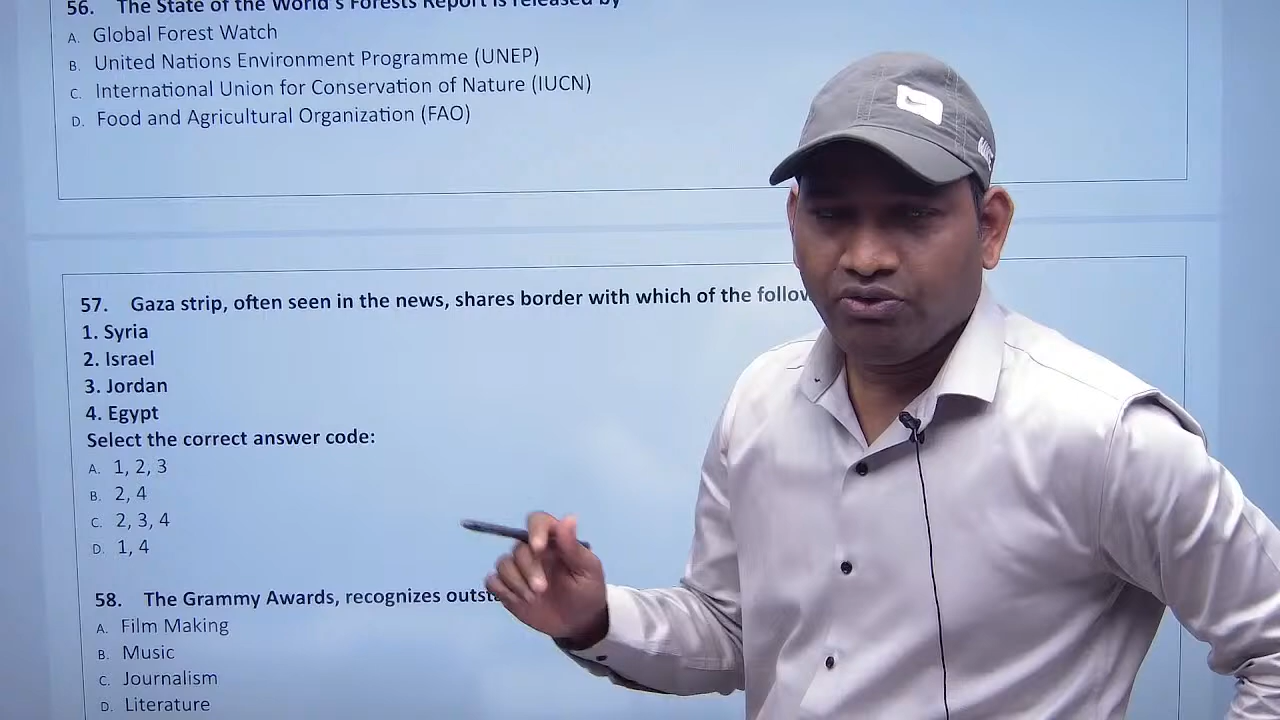 56. The State of the World's Forests Report is released by
A. Global Forest Watch
B. United Nations Environment Programme (UNEP)
C. International Union for Conservation of Nature (IUCN)
D. Food and Agricultural Organization (FAO)
57. Gaza strip, often seen in the news, shares border with which of the follow
1. Syria
2. Israel
3. Jordan
4. Egypt
Select the correct answer code:
A. 1, 2, 3
B. 2, 4
C. 2, 3, 4
D. 1, 4
58. The Grammy Awards, recognizes outst
A. Film Making
B. Music
C. Journalism
D. Literature